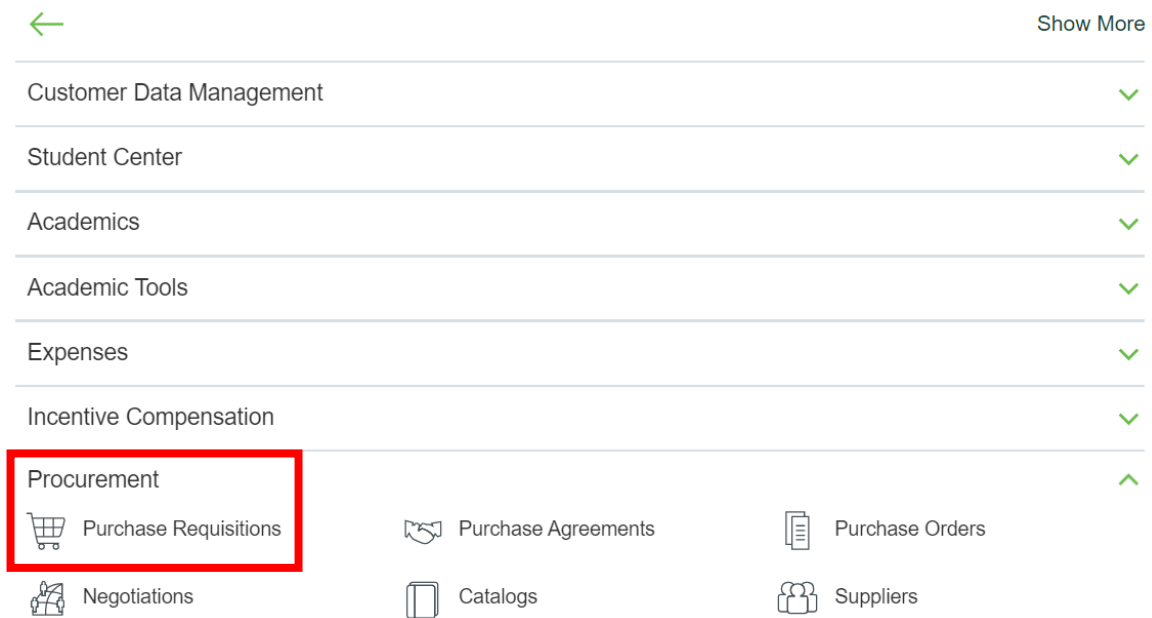 Show More
Customer Data Management
Student Center
Academics
Academic Tools
Expenses
Incentive Compensation
Procurement
Purchase Requisitions Purchase Agreements Purchase Orders
Negotiations Catalogs Suppliers